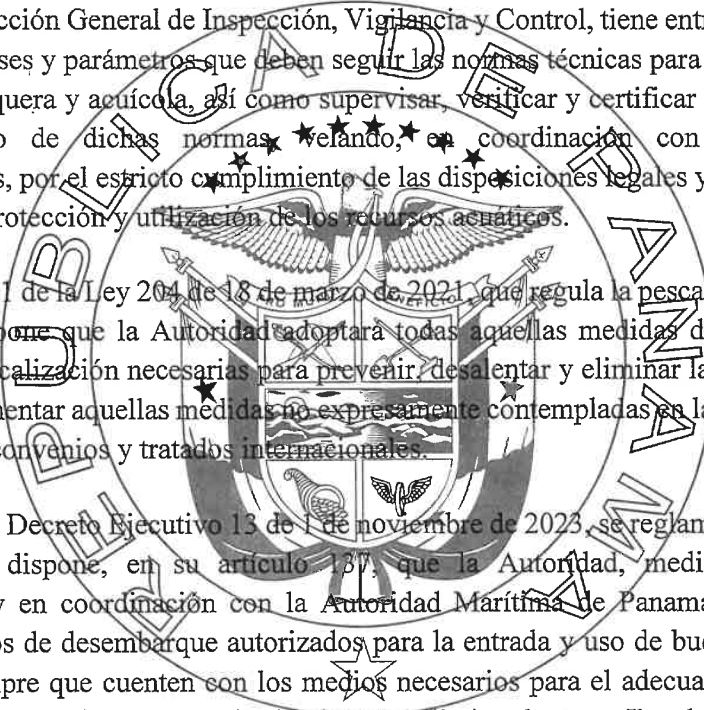 cción General de Inspección, Vigilancia y Control, tiene entr
ses y parámetros que deben seguir las normas técnicas para
quera y acuícola, así como supervisar, verificar y certificar
o de dichas normas, velando, en coordinación con
s, por el estricto cumplimiento de las disposiciones legales y
rotección y utilización de los recursos acuáticos.
1 de la Ley 204 de 18 de marzo de 2021, que regula la pesca
pone que la Autoridad adoptará todas aquellas medidas d
calización necesarias para prevenir, desalentar y eliminar la
mentar aquellas medidas no expresamente contempladas en la
convenios y tratados internacionales.
Decreto Ejecutivo 13 de 1 de noviembre de 2023, se reglam
dispone, en su artículo 137, que la Autoridad, medi
y en coordinación con la Autoridad Marítima de Panamá
os de desembarque autorizados para la entrada y uso de bu
mpre que cuenten con los medios necesarios para el adecua
REPUBLICA DE PANAMA